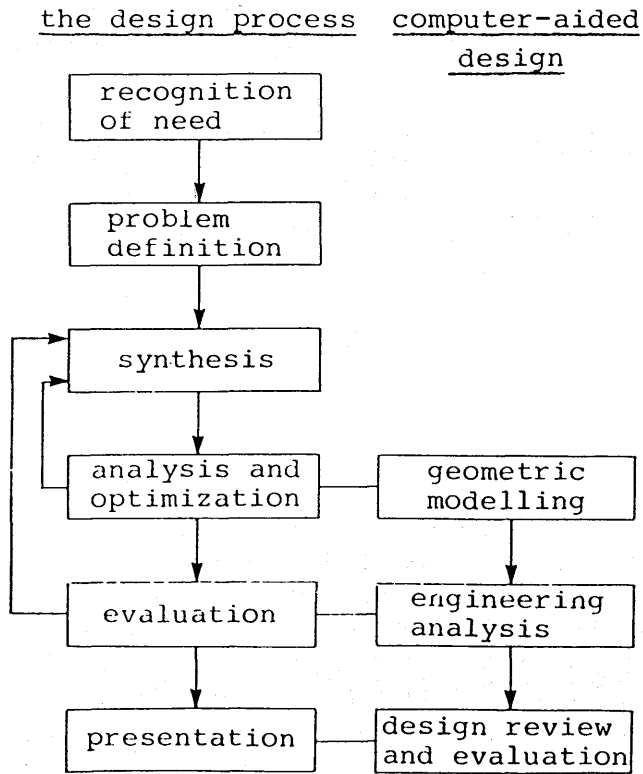 the design process
computer-aided
design
recognition
of need
problem
definition
synthesis
analysis and
optimization
geometric
modelling
evaluation
engineering
analysis
presentation
design review
and evaluation